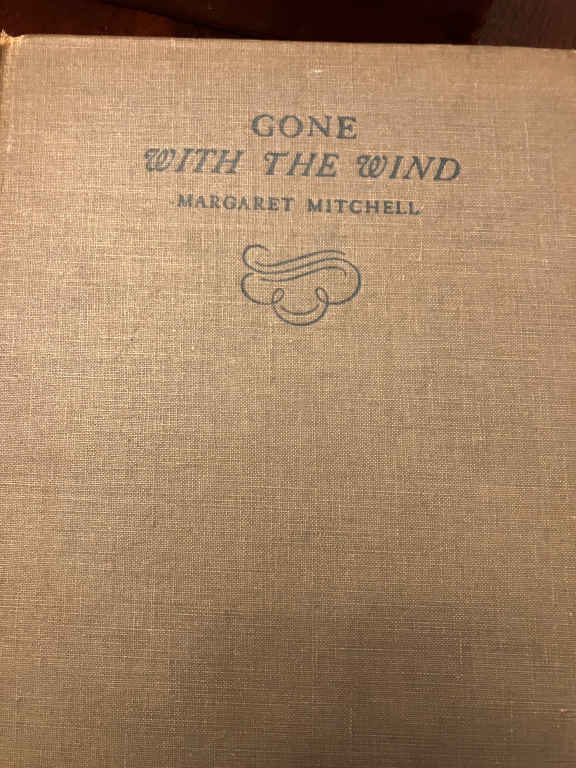 GONE
WITH THE WIND
MARGARET MITCHELL